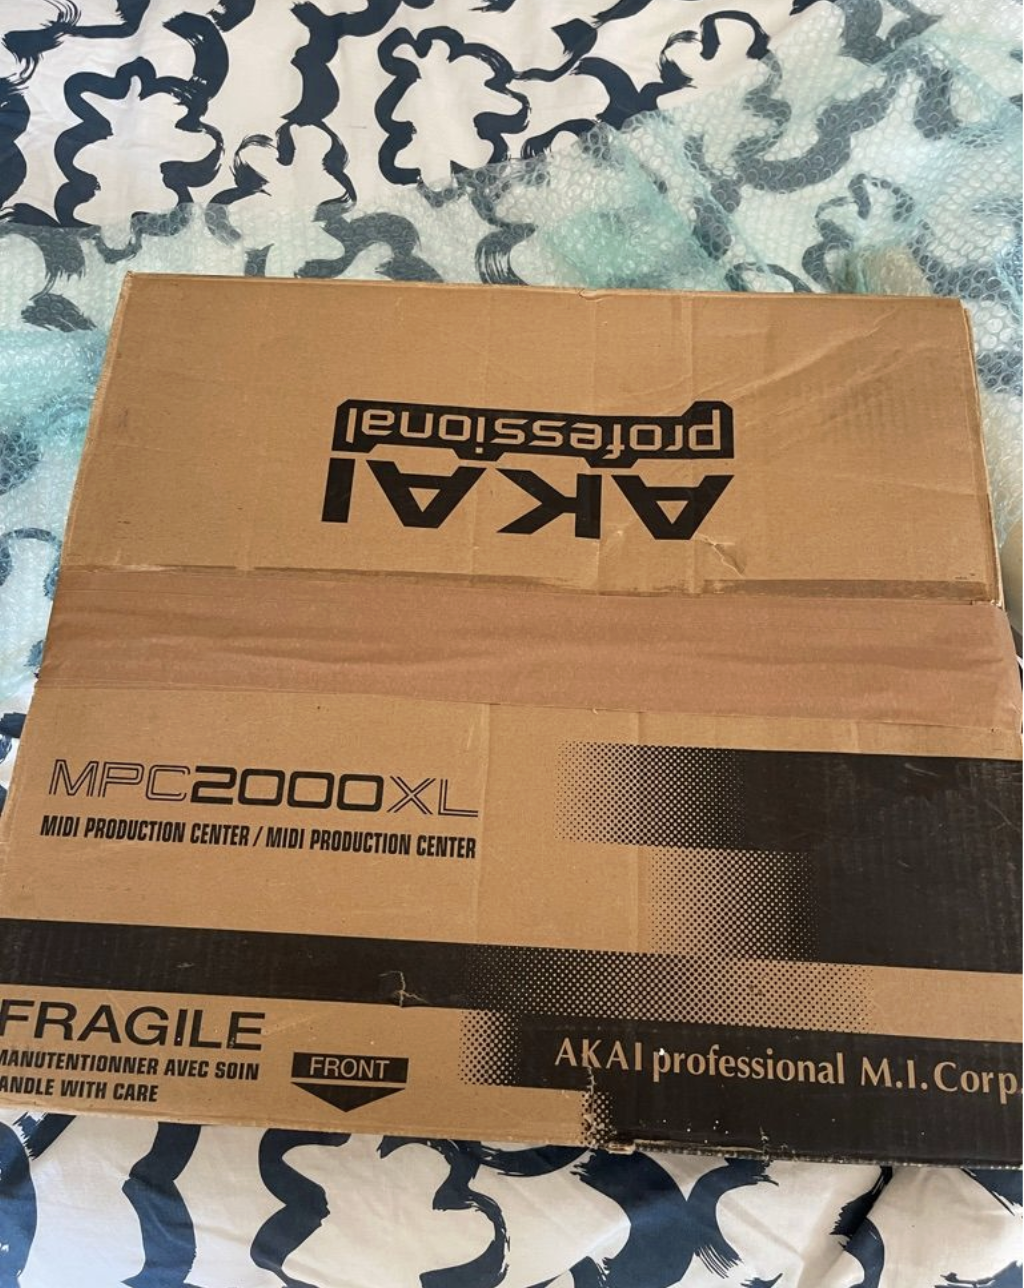 AKAI
professional
MPC2000XL
MIDI PRODUCTION CENTER / MIDI PRODUCTION CENTER
FRAGILE
MANUTENTIONNER AVEC SOIN
ANDLE WITH CARE
FRONT
AKAI professional M.I.Corp.